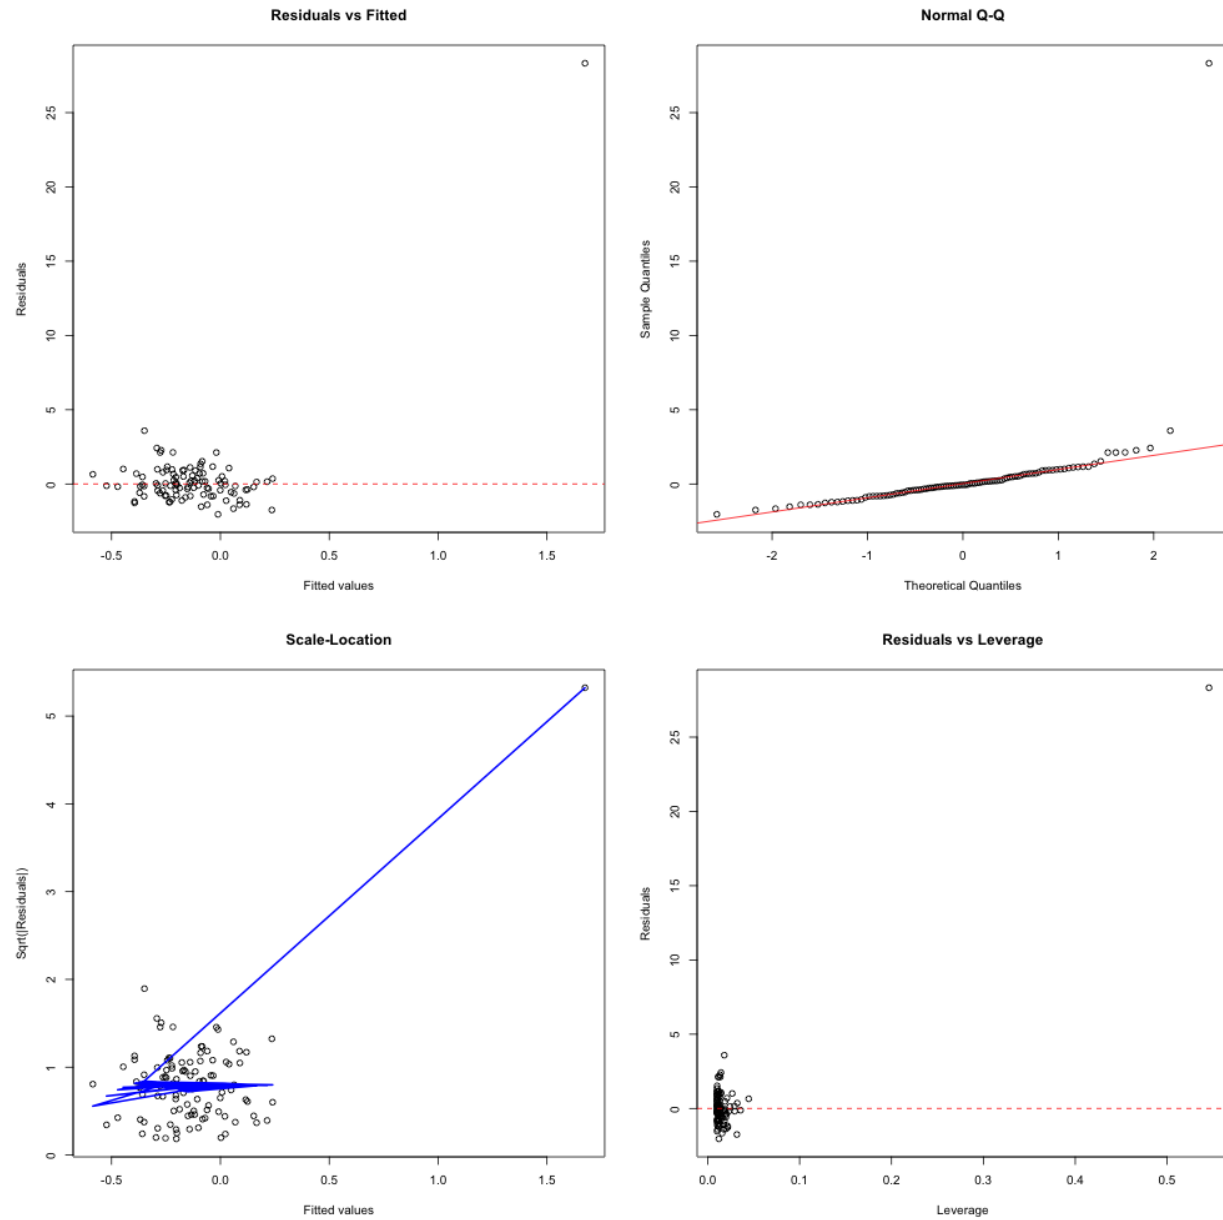 Residuals vs Fitted
Residuals
0 5 10 15 20 25
-0.5 0.0 0.5 1.0 1.5
Fitted values
Normal Q-Q
Sample Quantiles
0 5 10 15 20 25
-2 -1 0 1 2
Theoretical Quantiles
Scale-Location
Sqrt(|Residuals|)
0 1 2 3 4 5
-0.5 0.0 0.5 1.0 1.5
Fitted values
Residuals vs Leverage
Residuals
0 5 10 15 20 25
0.0 0.1 0.2 0.3 0.4 0.5
Leverage